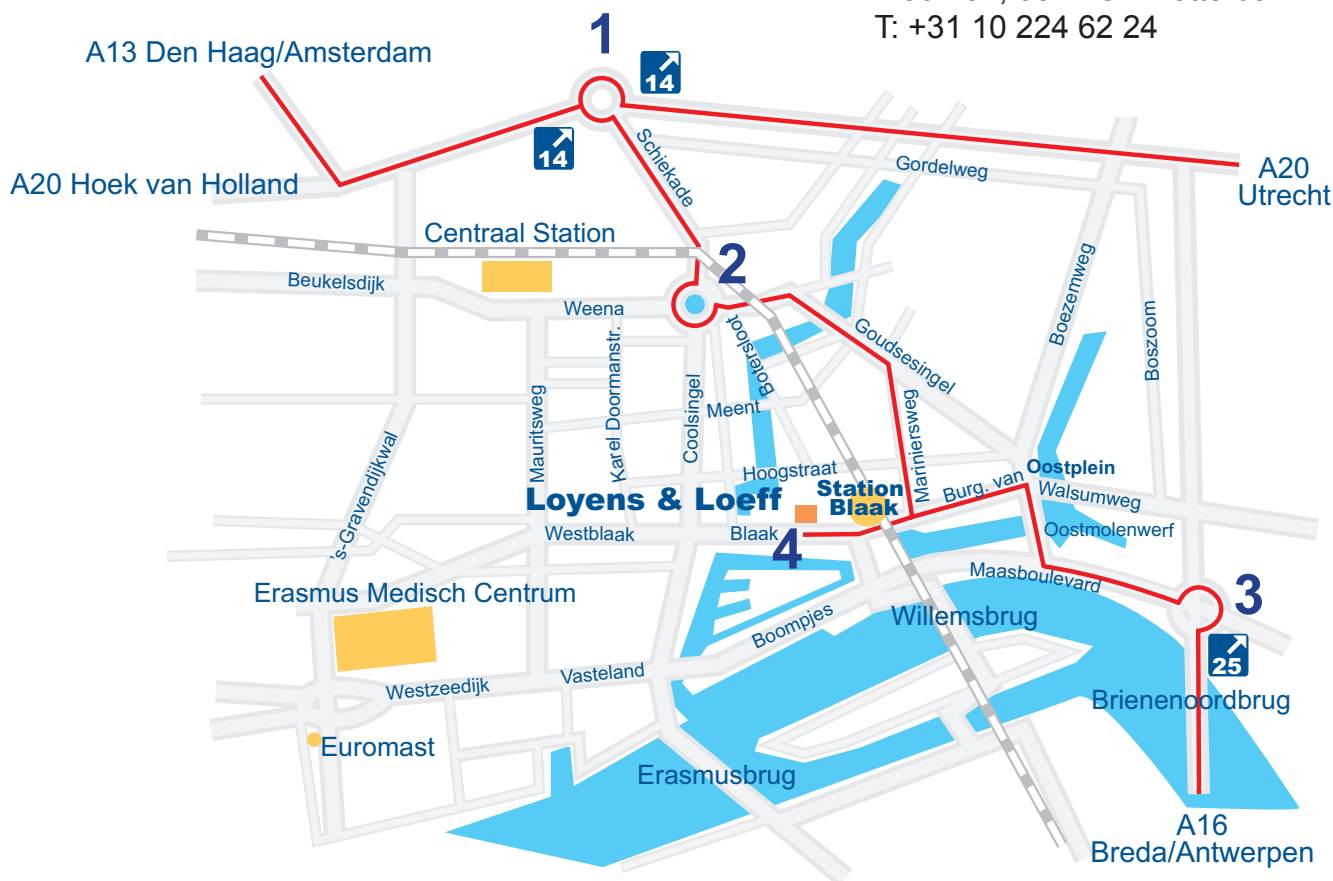 T: +31 10 224 62 24
1
A13 Den Haag/Amsterdam
14
14
Schiekade
Gordelweg
A20 Hoek van Holland
A20
Utrecht
Centraal Station
2
Beukelsdijk
Weena
Boezemweg
Boszoom
Goudsesingel
Botersloot
Karel Doormanstr.
Mauritsweg
Coolsingel
Meent
Mariniersweg
's-Gravendijkwal
Hoogstraat
Oostplein
Burg. van
Walsumweg
Loyens & Loeff
Station
Blaak
Westblaak
Blaak
4
Oostmolenwerf
Maasboulevard
3
Erasmus Medisch Centrum
Boompjes
Willemsbrug
25
Vasteland
Westzeedijk
Brienenoordbrug
Euromast
Erasmusbrug
A16
Breda/Antwerpen